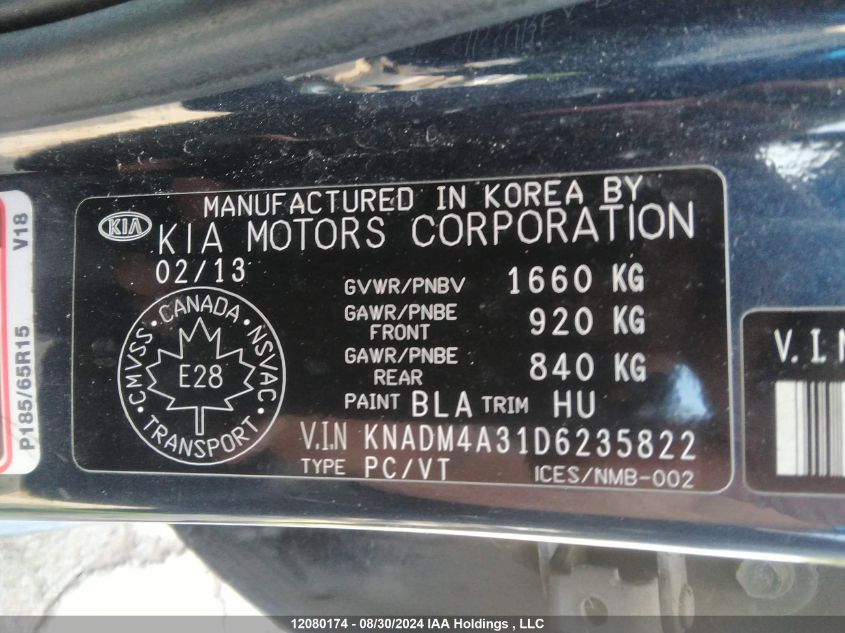 MANUFACTURED IN KOREA BY
KIA
KIA MOTORS CORPORATION
02/13
GVWR/PNBV 1660 KG
GAWR/PNBE FRONT 920 KG
GAWR/PNBE REAR 840 KG
PAINT BLA TRIM HU
V.I.N KNADM4A31D6235822
TYPE PC/VT
ICES/NMB-002
CANADA
CMVSS · NSVAC
E28
TRANSPORT
P185/65R15 V18
V.I.N
12080174 - 08/30/2024 IAA Holdings , LLC